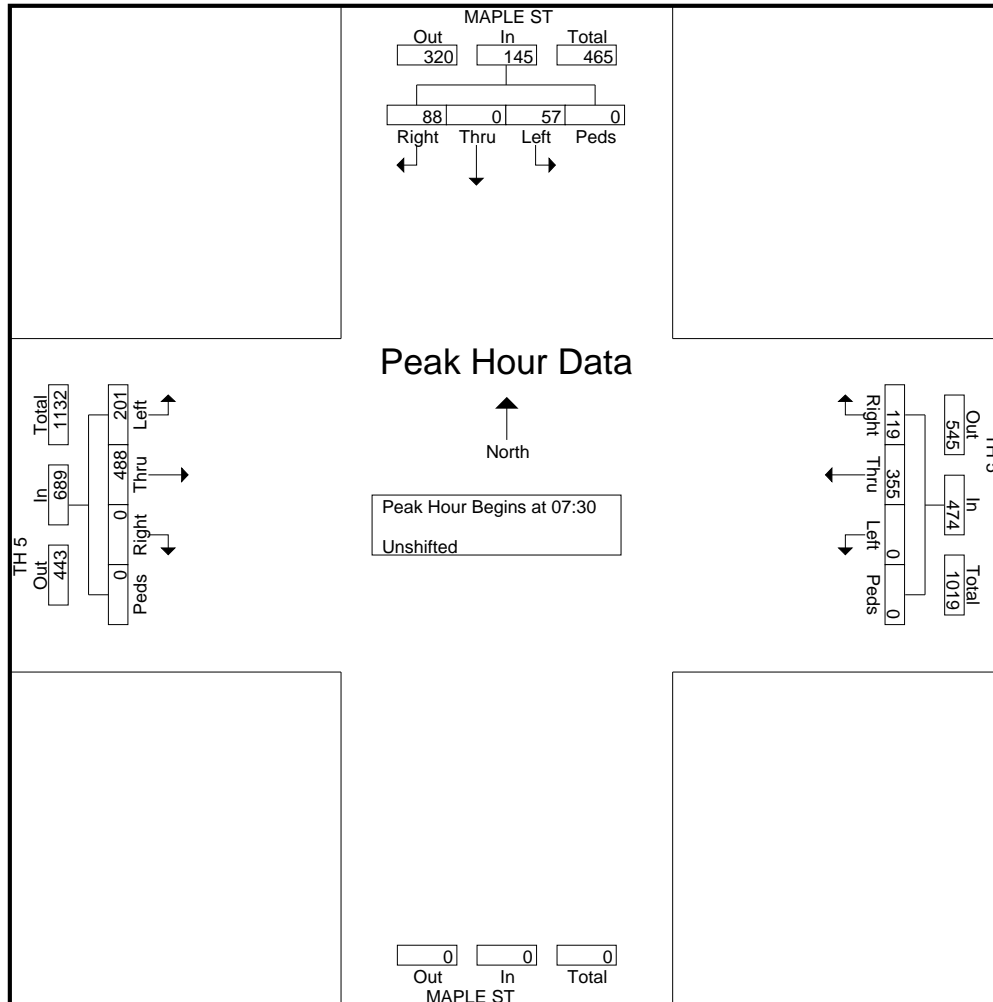 MAPLE ST
Out In Total
320 145 465
88 0 57 0
Right Thru Left Peds
Peak Hour Data
North
Peak Hour Begins at 07:30
Unshifted
TH 5
Total In Out
1132 689 443
201 488 0 0
Left Thru Right Peds
TH 5
Out In Total
545 474 1019
119 355 0 0
Right Thru Left Peds
0 0 0
Out In Total
MAPLE ST